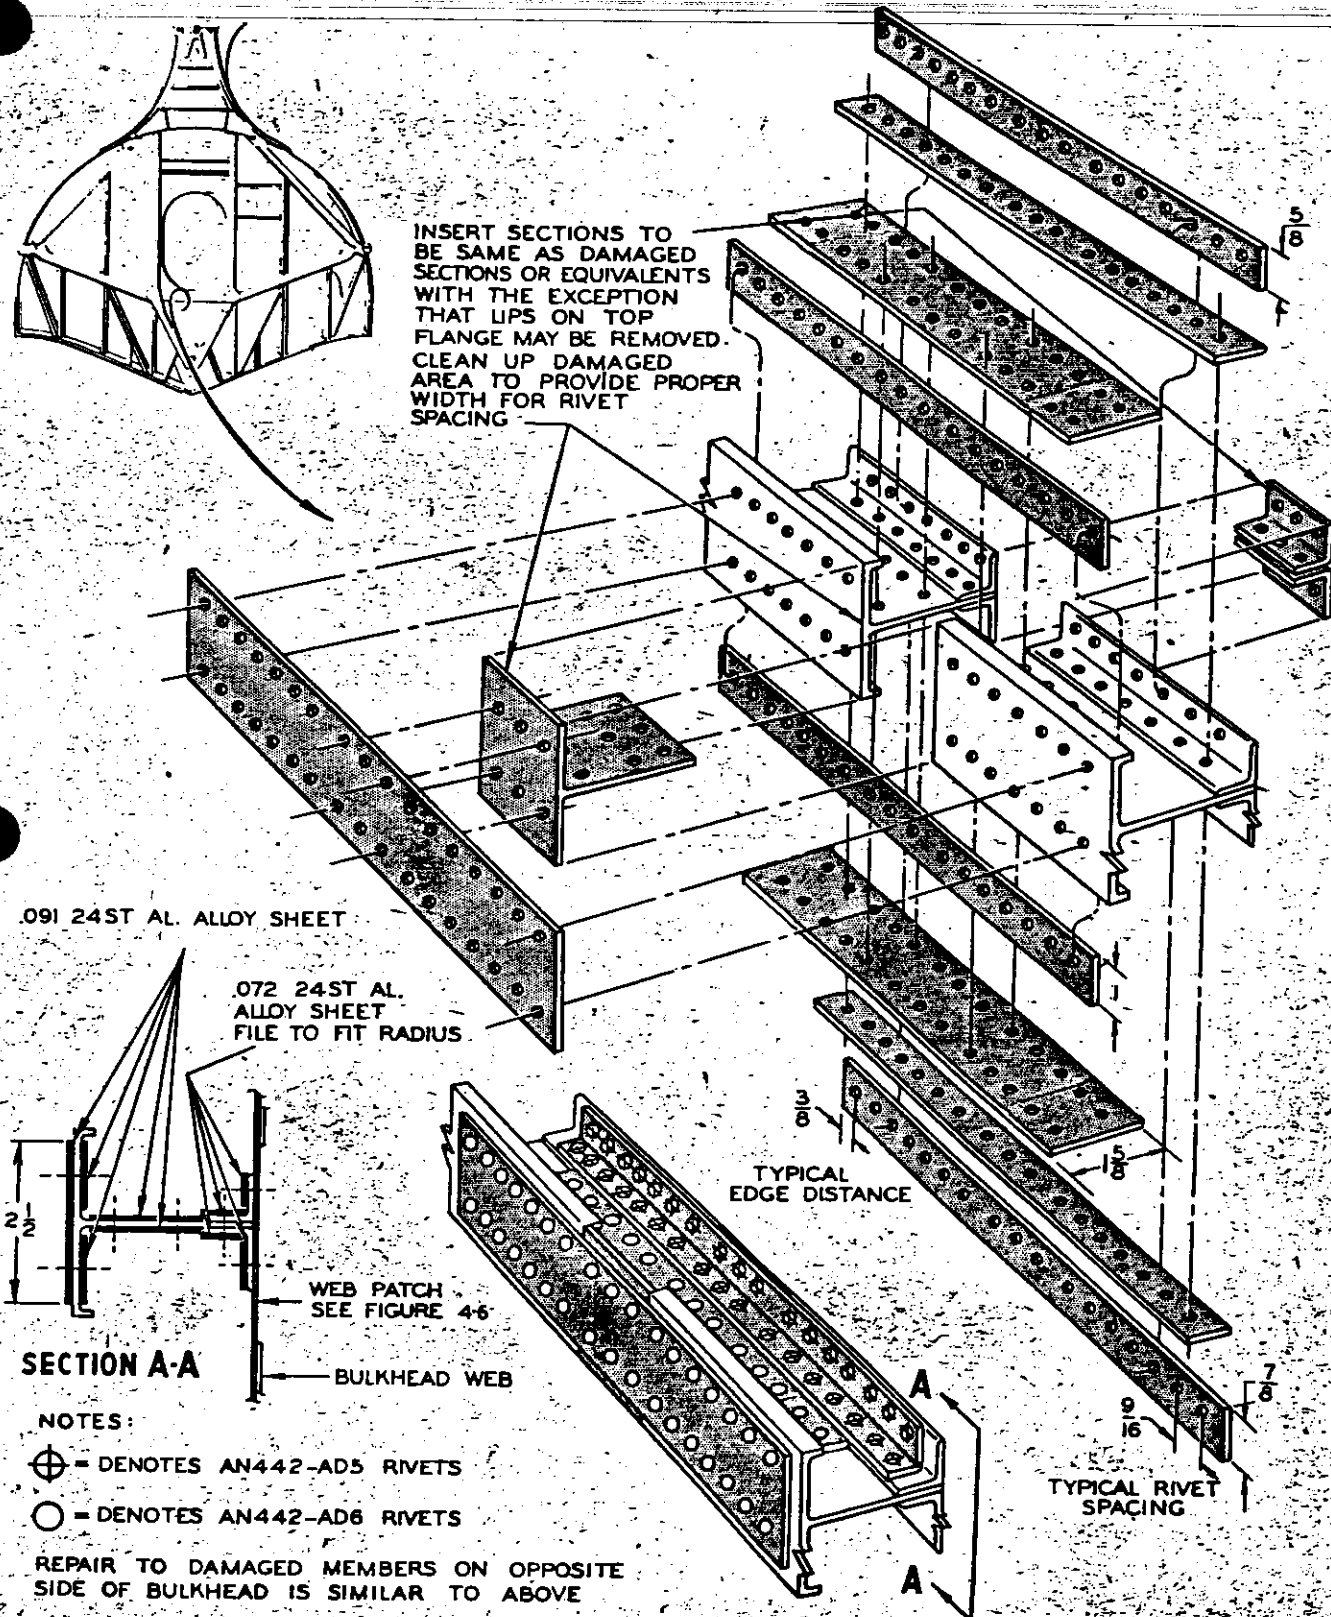 INSERT SECTIONS TO
BE SAME AS DAMAGED
SECTIONS OR EQUIVALENTS
WITH THE EXCEPTION
THAT LIPS ON TOP
FLANGE MAY BE REMOVED.
CLEAN UP DAMAGED
AREA TO PROVIDE PROPER
WIDTH FOR RIVET
SPACING
5/8
.091 24ST AL. ALLOY SHEET
.072 24ST AL.
ALLOY SHEET
FILE TO FIT RADIUS
1
2 1/2
3/8
TYPICAL
EDGE DISTANCE
1 5/8
WEB PATCH
SEE FIGURE 46
SECTION A-A
BULKHEAD WEB
A
7/8
9/16
TYPICAL RIVET
SPACING
A
NOTES:
= DENOTES AN442-AD5 RIVETS
= DENOTES AN442-AD6 RIVETS
REPAIR TO DAMAGED MEMBERS ON OPPOSITE
SIDE OF BULKHEAD IS SIMILAR TO ABOVE